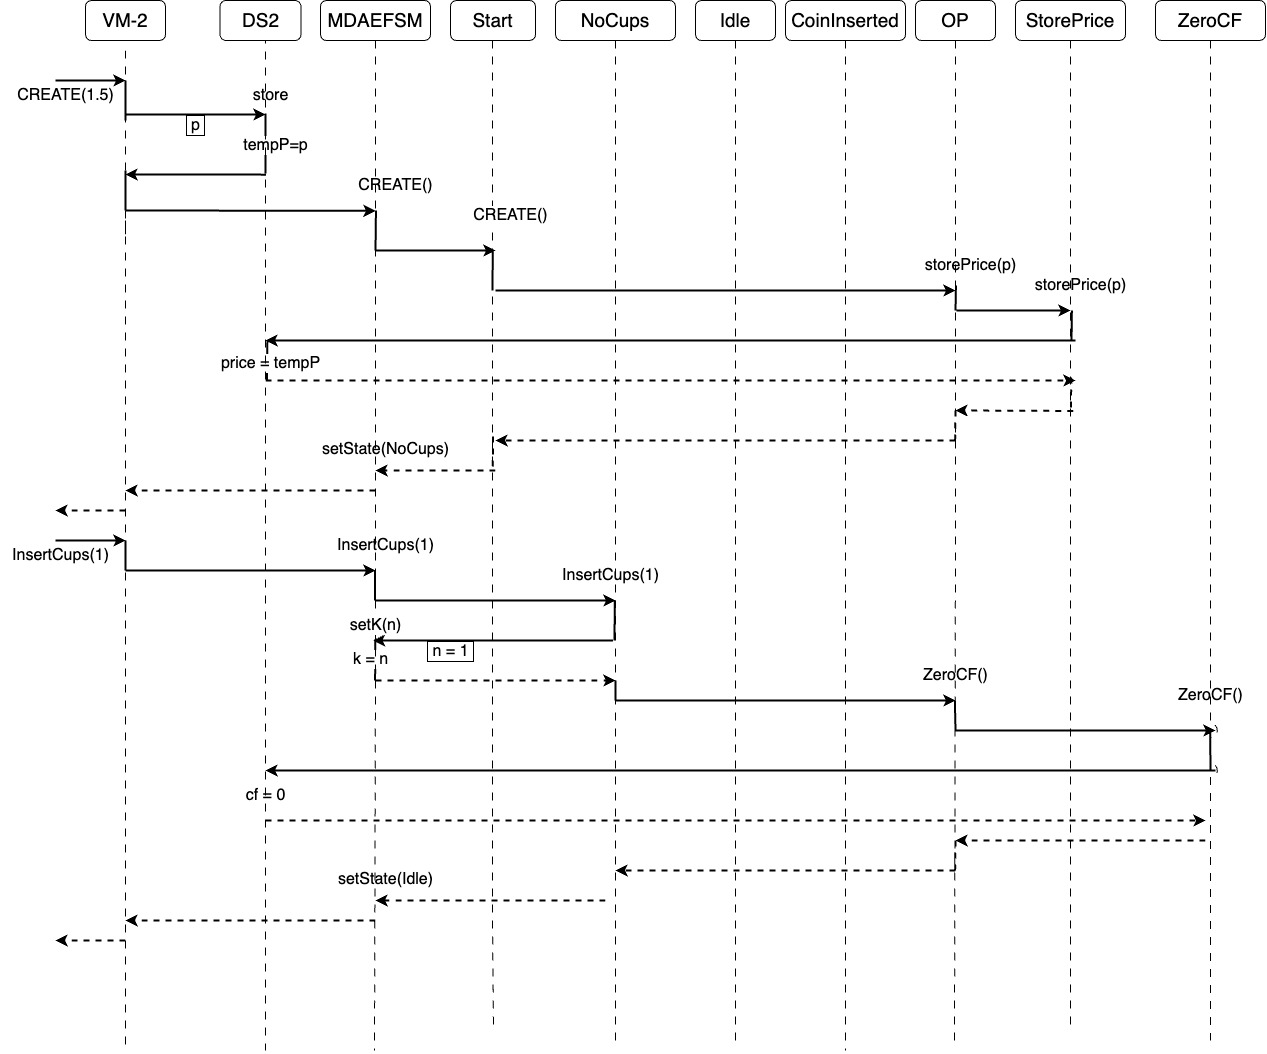 VM-2
DS2
MDAEFSM
Start
NoCups
Idle
CoinInserted
OP
StorePrice
ZeroCF
CREATE(1.5)
store
p
tempP=p
CREATE()
CREATE()
storePrice(p)
storePrice(p)
price = tempP
setState(NoCups)
InsertCups(1)
InsertCups(1)
InsertCups(1)
setK(n)
n = 1
k = n
ZeroCF()
ZeroCF()
)
)
cf = 0
setState(Idle)